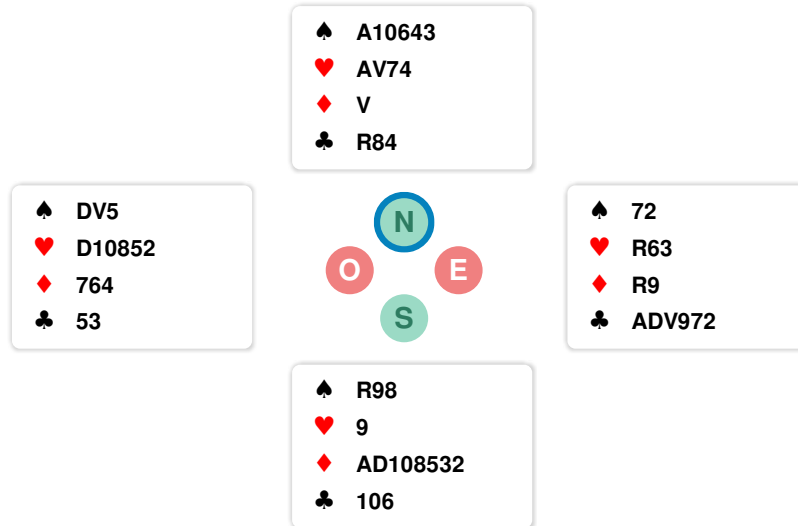 ♠ A10643
♥ AV74
♦ V
♣ R84
♠ DV5
♥ D10852
♦ 764
♣ 53
N
O E
S
♠ 72
♥ R63
♦ R9
♣ ADV972
♠ R98
♥ 9
♦ AD108532
♣ 106